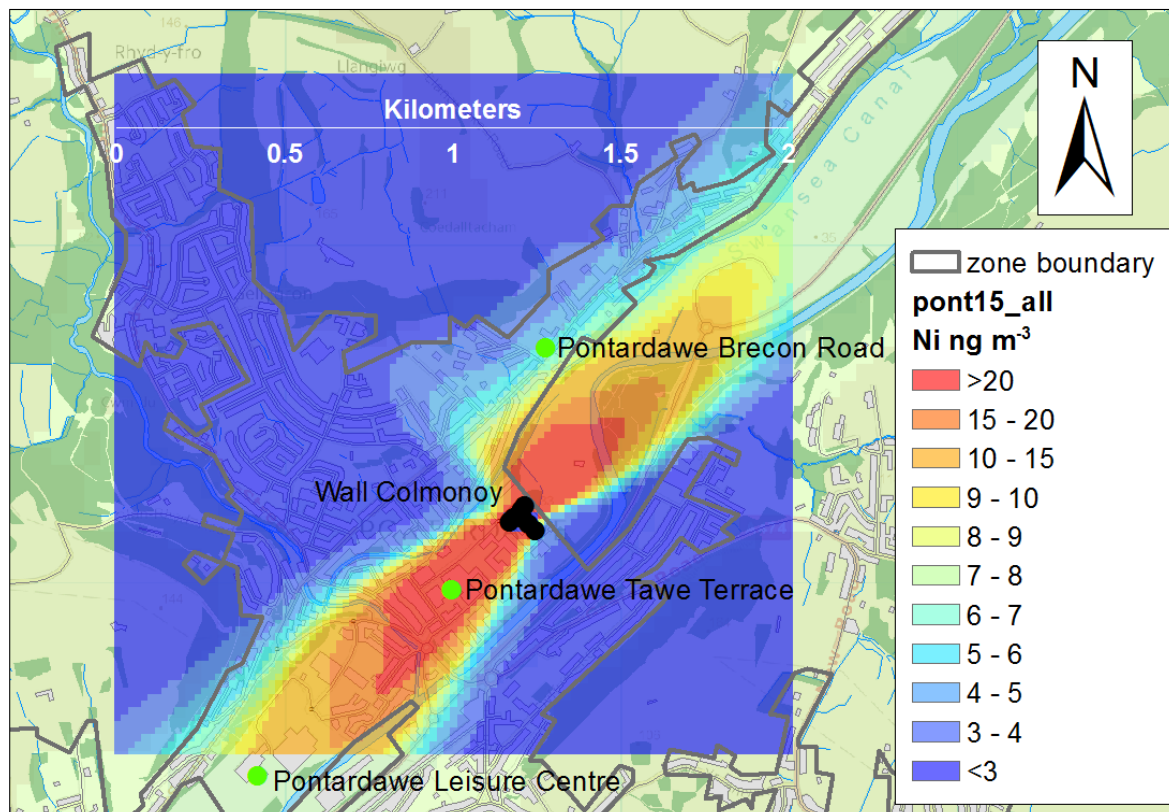 Rhyd-y-fro
Llangiwg
N
Kilometers
0 0.5 1 1.5 2
Swansea Canal
35
zone boundary
pont15_all
Ni ng m⁻³
>20
15 - 20
10 - 15
9 - 10
8 - 9
7 - 8
6 - 7
5 - 6
4 - 5
3 - 4
<3
Pontardawe Brecon Road
Wall Colmonoy
Pontardawe Tawe Terrace
Pontardawe Leisure Centre